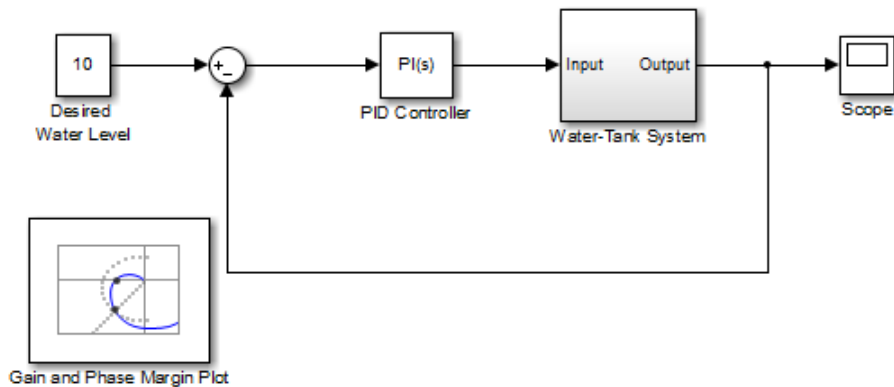 10
Desired
Water Level
+
−
PI(s)
PID Controller
Input Output
Water-Tank System
Scope
Gain and Phase Margin Plot